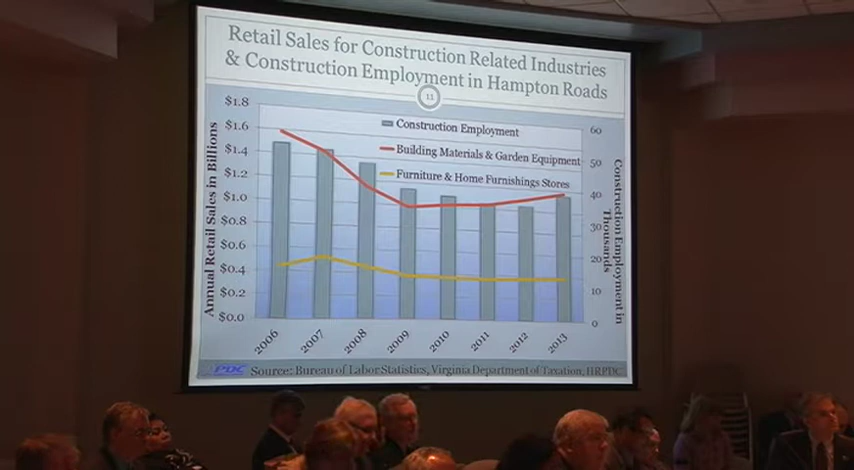 Retail Sales for Construction Related Industries
& Construction Employment in Hampton Roads
11
$1.8
$1.6
$1.4
$1.2
$1.0
$0.8
$0.6
$0.4
$0.2
$0.0
Annual Retail Sales in Billions
Construction Employment
Building Materials & Garden Equipment
Furniture & Home Furnishings Stores
60
50
40
30
20
10
0
Construction Employment in
Thousands
2006 2007 2008 2009 2010 2011 2012 2013
PDC Source: Bureau of Labor Statistics, Virginia Department of Taxation, HRPDC